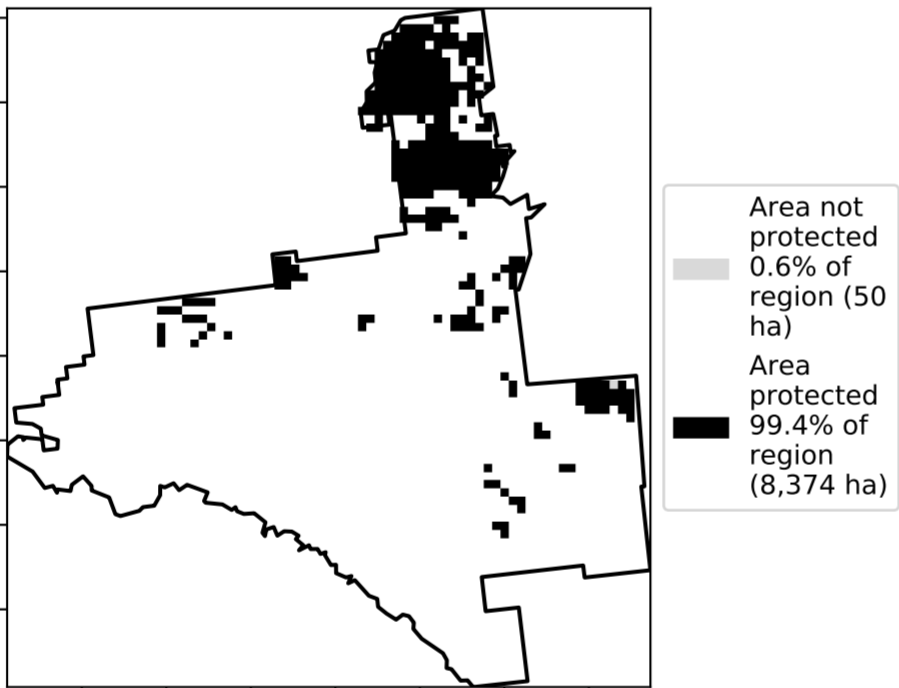 Area not
protected
0.6% of
region (50
ha)
Area
protected
99.4% of
region
(8,374 ha)